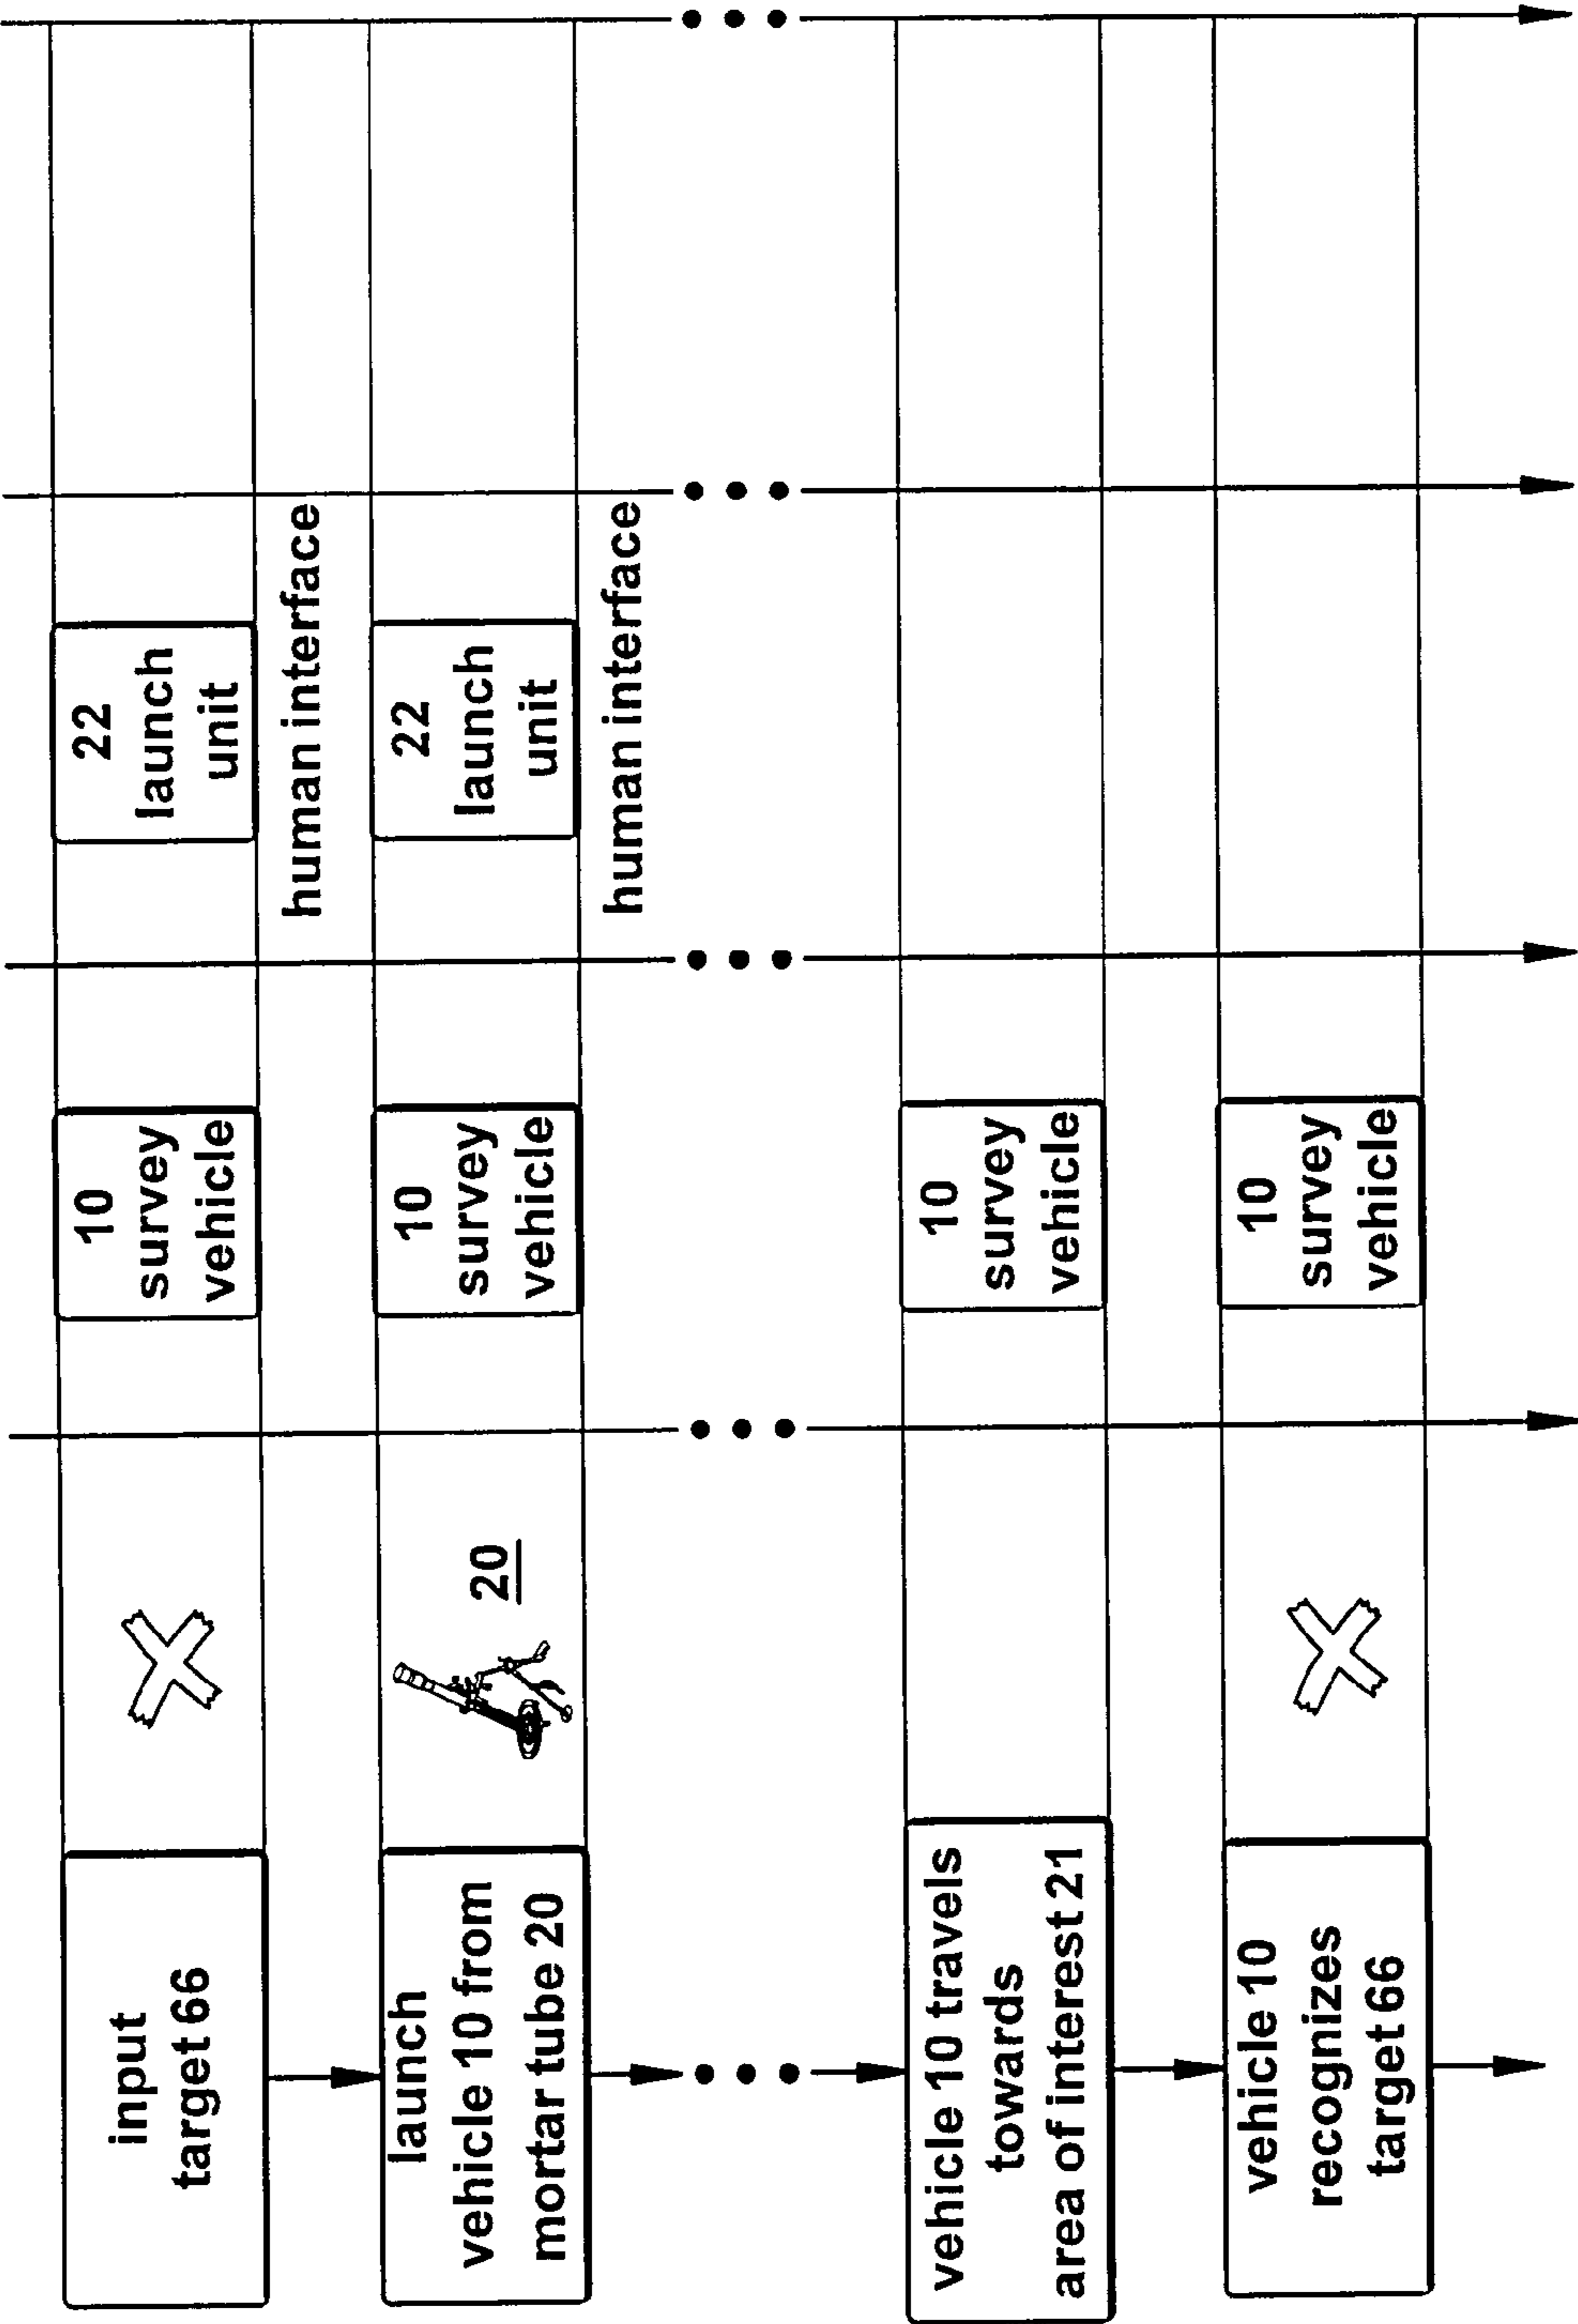 input
target 66
10
survey
vehicle
22
launch
unit
human interface
launch
vehicle 10 from
mortar tube 20
20
10
survey
vehicle
22
launch
unit
human interface
vehicle 10 travels
towards
area of interest 21
10
survey
vehicle
vehicle 10
recognizes
target 66
10
survey
vehicle